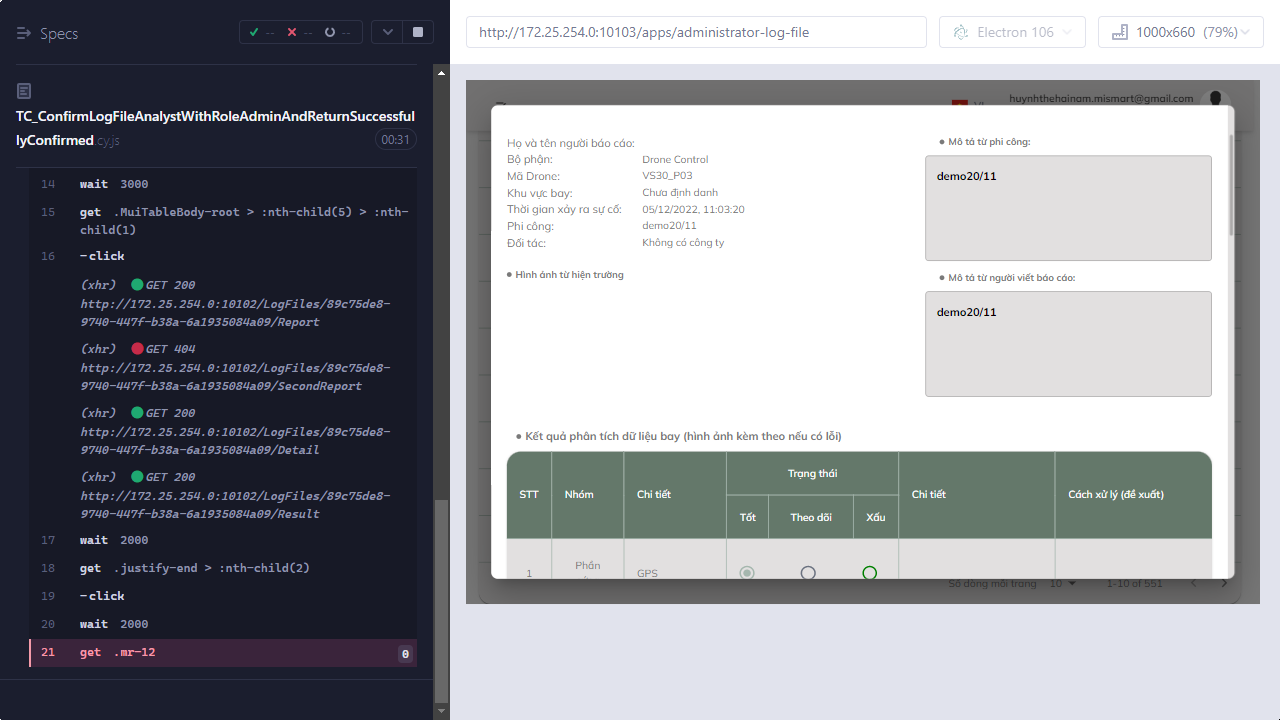 Specs
--
--
--
http://172.25.254.0:10103/apps/administrator-log-file
Electron 106
1000x660 (79%)
TC_ConfirmLogFileAnalystWithRoleAdminAndReturnSuccessful
lyConfirmed.cy.js
00:31
14 wait 3000
15 get .MuiTableBody-root > :nth-child(5) > :nth-
child(1)
16 -click
(xhr) GET 200
http://172.25.254.0:10102/LogFiles/89c75de8-
9740-447f-b38a-6a1935084a09/Report
(xhr) GET 404
http://172.25.254.0:10102/LogFiles/89c75de8-
9740-447f-b38a-6a1935084a09/SecondReport
(xhr) GET 200
http://172.25.254.0:10102/LogFiles/89c75de8-
9740-447f-b38a-6a1935084a09/Detail
(xhr) GET 200
http://172.25.254.0:10102/LogFiles/89c75de8-
9740-447f-b38a-6a1935084a09/Result
17 wait 2000
18 get .justify-end > :nth-child(2)
19 -click
20 wait 2000
21 get .mr-12 0
huynhthehainam.mismart@gmail.com
Họ và tên người báo cáo:
Bộ phận: Drone Control
Mã Drone: VS30_P03
Khu vực bay: Chưa định danh
Thời gian xảy ra sự cố: 05/12/2022, 11:03:20
Phi công: demo20/11
Đối tác: Không có công ty
• Hình ảnh từ hiện trường
• Mô tả từ phi công:
demo20/11
• Mô tả từ người viết báo cáo:
demo20/11
• Kết quả phân tích dữ liệu bay (hình ảnh kèm theo nếu có lỗi)
STT Nhóm Chi tiết Trạng thái Chi tiết Cách xử lý (đề xuất)
Tốt Theo dõi Xấu
1 Phần GPS
Số dòng mỗi trang 10 1-10 of 551